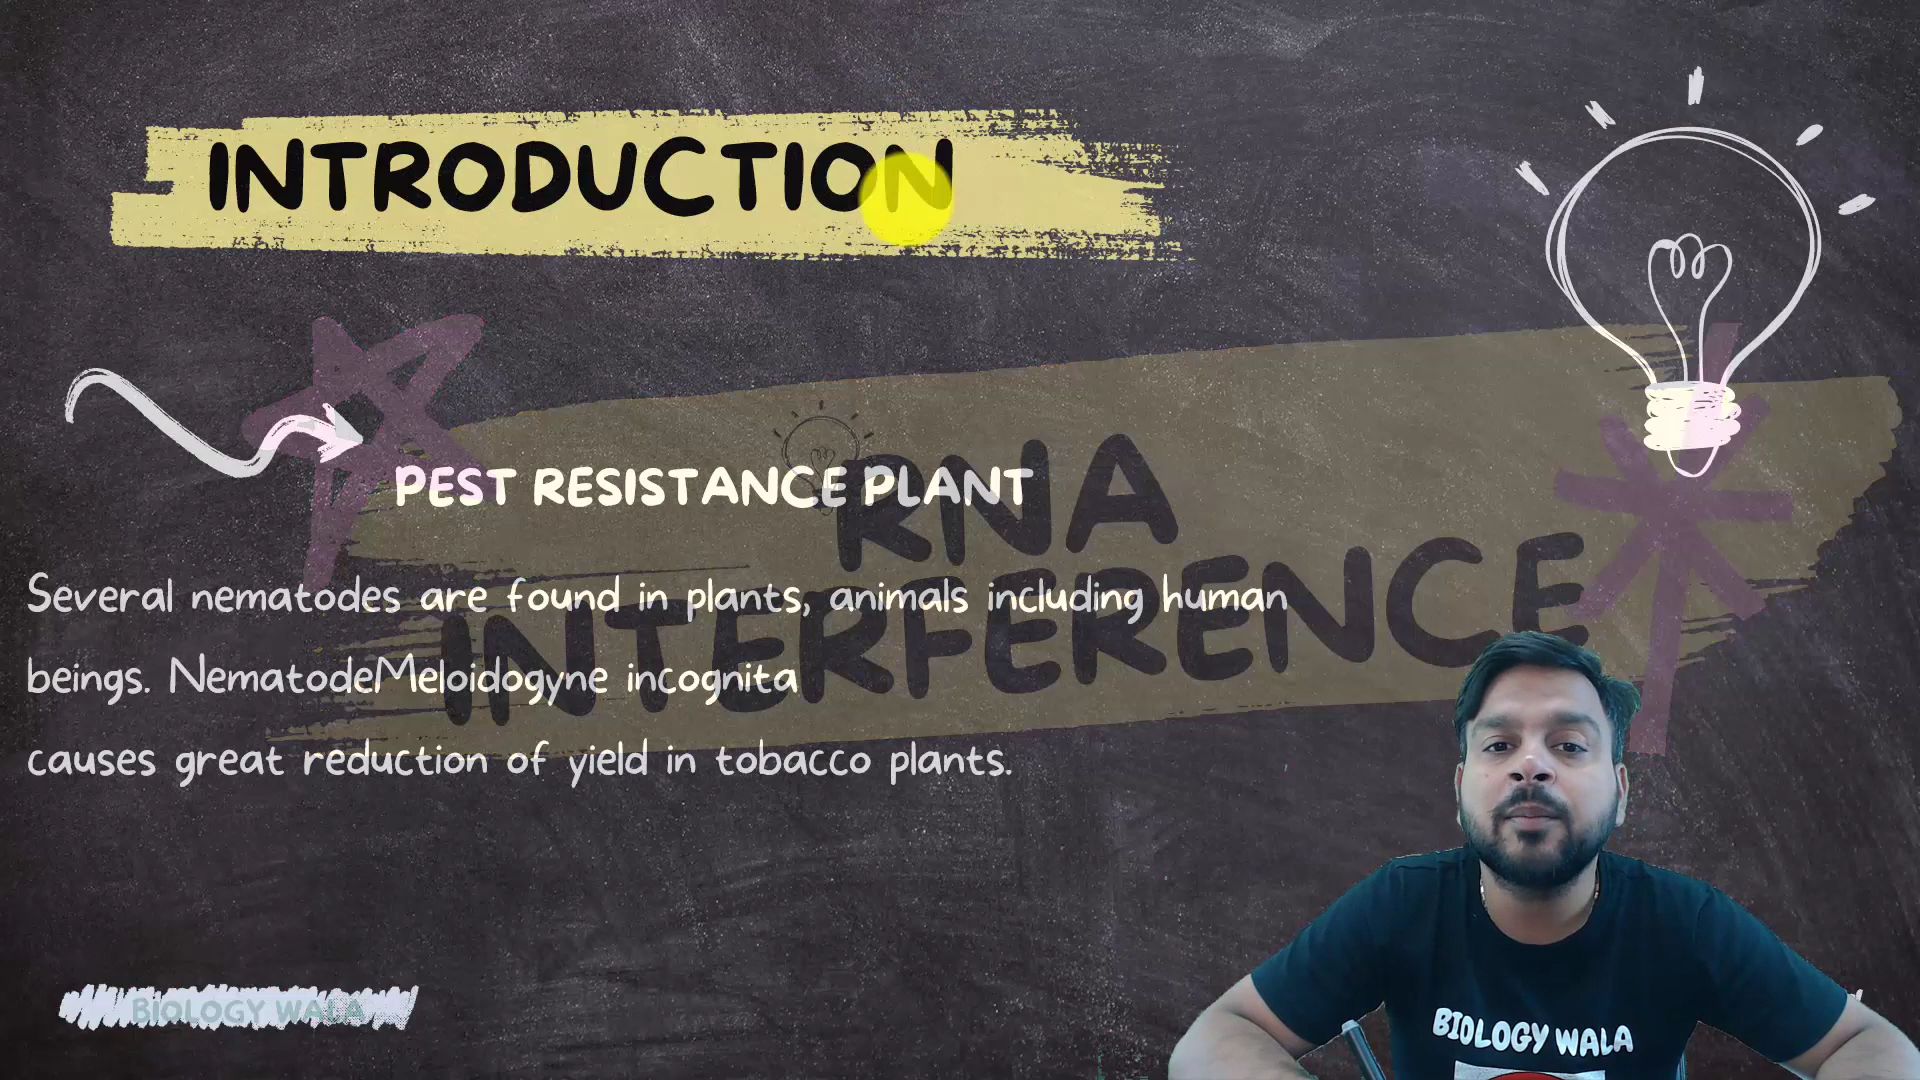 INTRODUCTION
PEST RESISTANCE PLANT
RNA
INTERFERENCE
Several nematodes are found in plants, animals including human
beings. NematodeMeloidogyne incognita
causes great reduction of yield in tobacco plants.
BIOLOGY WALA
BIOLOGY WALA